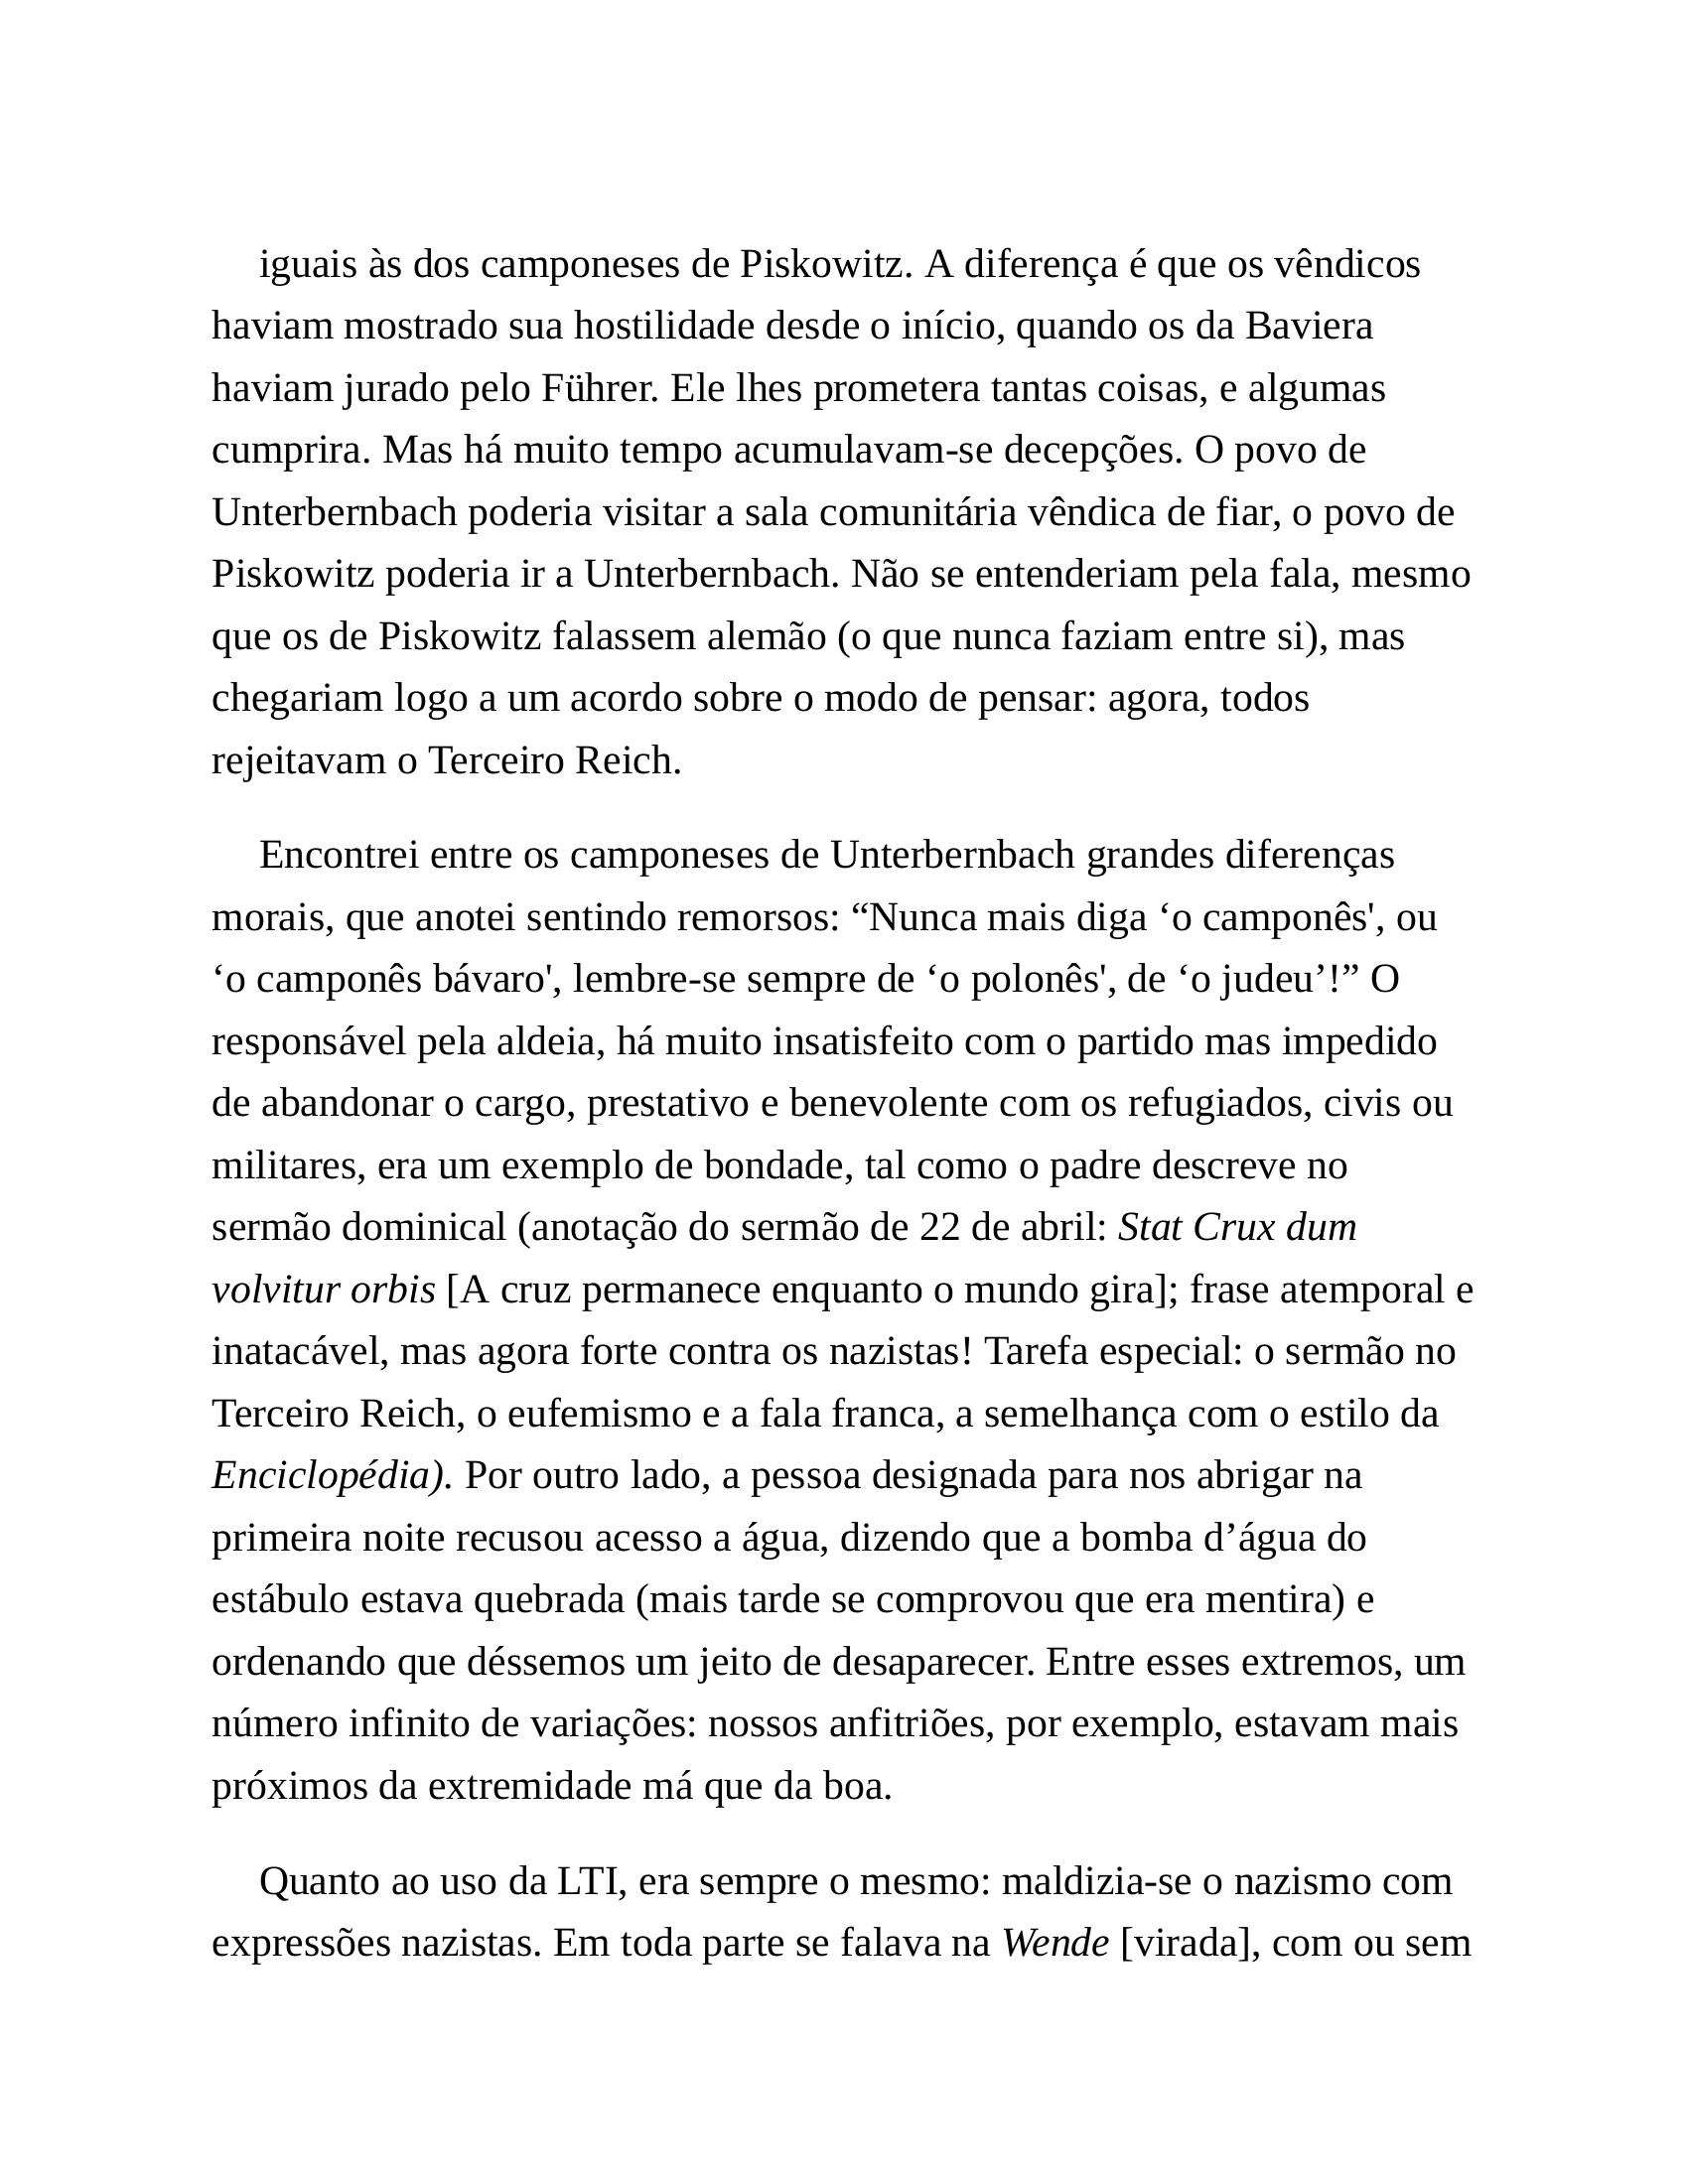 iguais às dos camponeses de Piskowitz. A diferença é que os vêndicos
haviam mostrado sua hostilidade desde o início, quando os da Baviera
haviam jurado pelo Führer. Ele lhes prometera tantas coisas, e algumas
cumprira. Mas há muito tempo acumulavam-se decepções. O povo de
Unterbernbach poderia visitar a sala comunitária vêndica de fiar, o povo de
Piskowitz poderia ir a Unterbernbach. Não se entenderiam pela fala, mesmo
que os de Piskowitz falassem alemão (o que nunca faziam entre si), mas
chegariam logo a um acordo sobre o modo de pensar: agora, todos
rejeitavam o Terceiro Reich.
Encontrei entre os camponeses de Unterbernbach grandes diferenças
morais, que anotei sentindo remorsos: “Nunca mais diga ‘o camponês', ou
‘o camponês bávaro', lembre-se sempre de ‘o polonês', de ‘o judeu’!” O
responsável pela aldeia, há muito insatisfeito com o partido mas impedido
de abandonar o cargo, prestativo e benevolente com os refugiados, civis ou
militares, era um exemplo de bondade, tal como o padre descreve no
sermão dominical (anotação do sermão de 22 de abril: Stat Crux dum
volvitur orbis [A cruz permanece enquanto o mundo gira]; frase atemporal e
inatacável, mas agora forte contra os nazistas! Tarefa especial: o sermão no
Terceiro Reich, o eufemismo e a fala franca, a semelhança com o estilo da
Enciclopédia). Por outro lado, a pessoa designada para nos abrigar na
primeira noite recusou acesso a água, dizendo que a bomba d’água do
estábulo estava quebrada (mais tarde se comprovou que era mentira) e
ordenando que déssemos um jeito de desaparecer. Entre esses extremos, um
número infinito de variações: nossos anfitriões, por exemplo, estavam mais
próximos da extremidade má que da boa.
Quanto ao uso da LTI, era sempre o mesmo: maldizia-se o nazismo com
expressões nazistas. Em toda parte se falava na Wende [virada], com ou sem